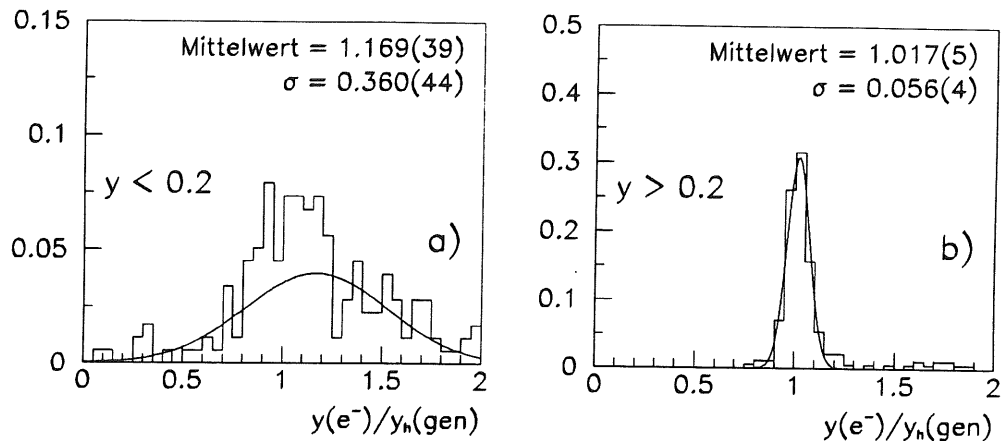 0.15
0.1
0.05
0
Mittelwert = 1.169(39)
σ = 0.360(44)
y < 0.2
a)
0 0.5 1 1.5 2
y(e⁻)/yₕ(gen)
0.5
0.4
0.3
0.2
0.1
0
Mittelwert = 1.017(5)
σ = 0.056(4)
y > 0.2
b)
0 0.5 1 1.5 2
y(e⁻)/yₕ(gen)